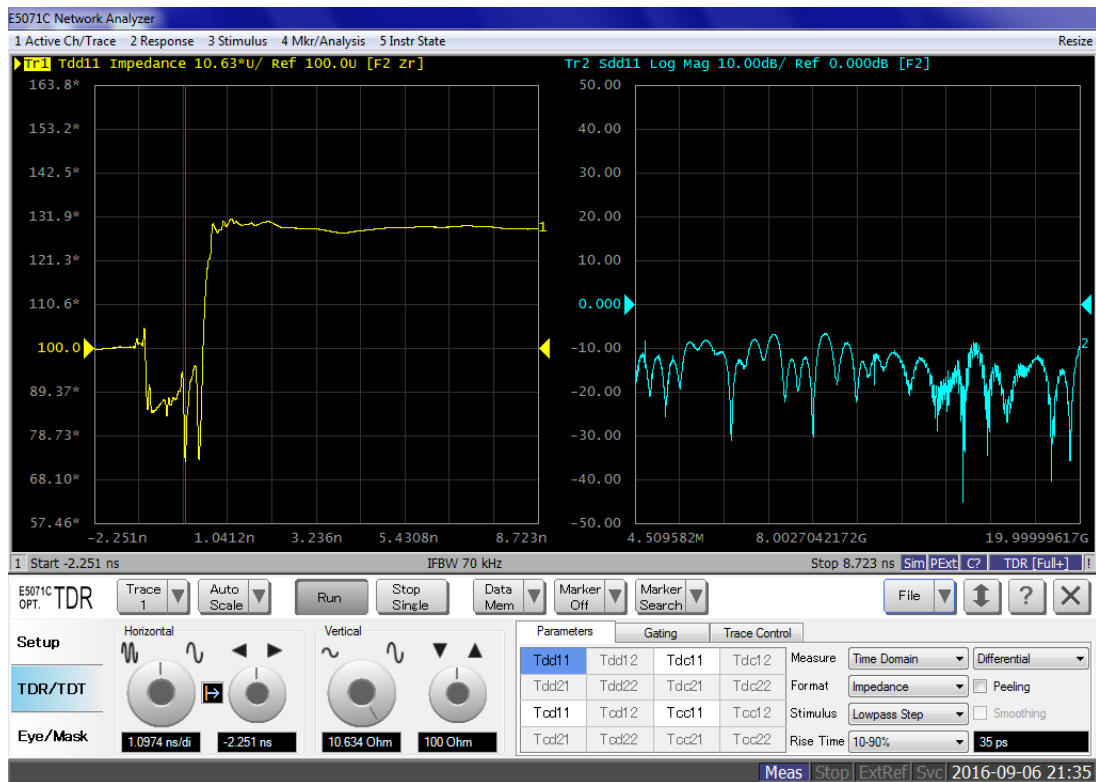 E5071C Network Analyzer
1 Active Ch/Trace 2 Response 3 Stimulus 4 Mkr/Analysis 5 Instr State Resize
Tr1 Tdd11 Impedance 10.63*U/ Ref 100.0U [F2 Zr]
163.8*
153.2*
142.5*
131.9*
121.3*
110.6*
100.0
89.37*
78.73*
68.10*
57.46*
1
-2.251n 1.0412n 3.236n 5.4308n 8.723n
Tr2 Sdd11 Log Mag 10.00dB/ Ref 0.000dB [F2]
50.00
40.00
30.00
20.00
10.00
0.000
-10.00
-20.00
-30.00
-40.00
-50.00
2
4.509582M 8.0027042172G 19.99999617G
1 Start -2.251 ns IFBW 70 kHz Stop 8.723 ns Sim PExt C? TDR [Full+] !
E5071C OPT. TDR
Trace 1
Auto Scale
Run
Stop Single
Data Mem
Marker Off
Marker Search
File
?
Setup
TDR/TDT
Eye/Mask
Horizontal
1.0974 ns/di -2.251 ns
Vertical
10.634 Ohm 100 Ohm
Parameters Gating Trace Control
Tdd11 Tdd12 Tdc11 Tdc12
Tdd21 Tdd22 Tdc21 Tdc22
Tcd11 Tcd12 Tcc11 Tcc12
Tcd21 Tcd22 Tcc21 Tcc22
Measure Time Domain Differential
Format Impedance Peeling
Stimulus Lowpass Step Smoothing
Rise Time 10-90% 35 ps
Meas Stop ExtRef Svc 2016-09-06 21:35